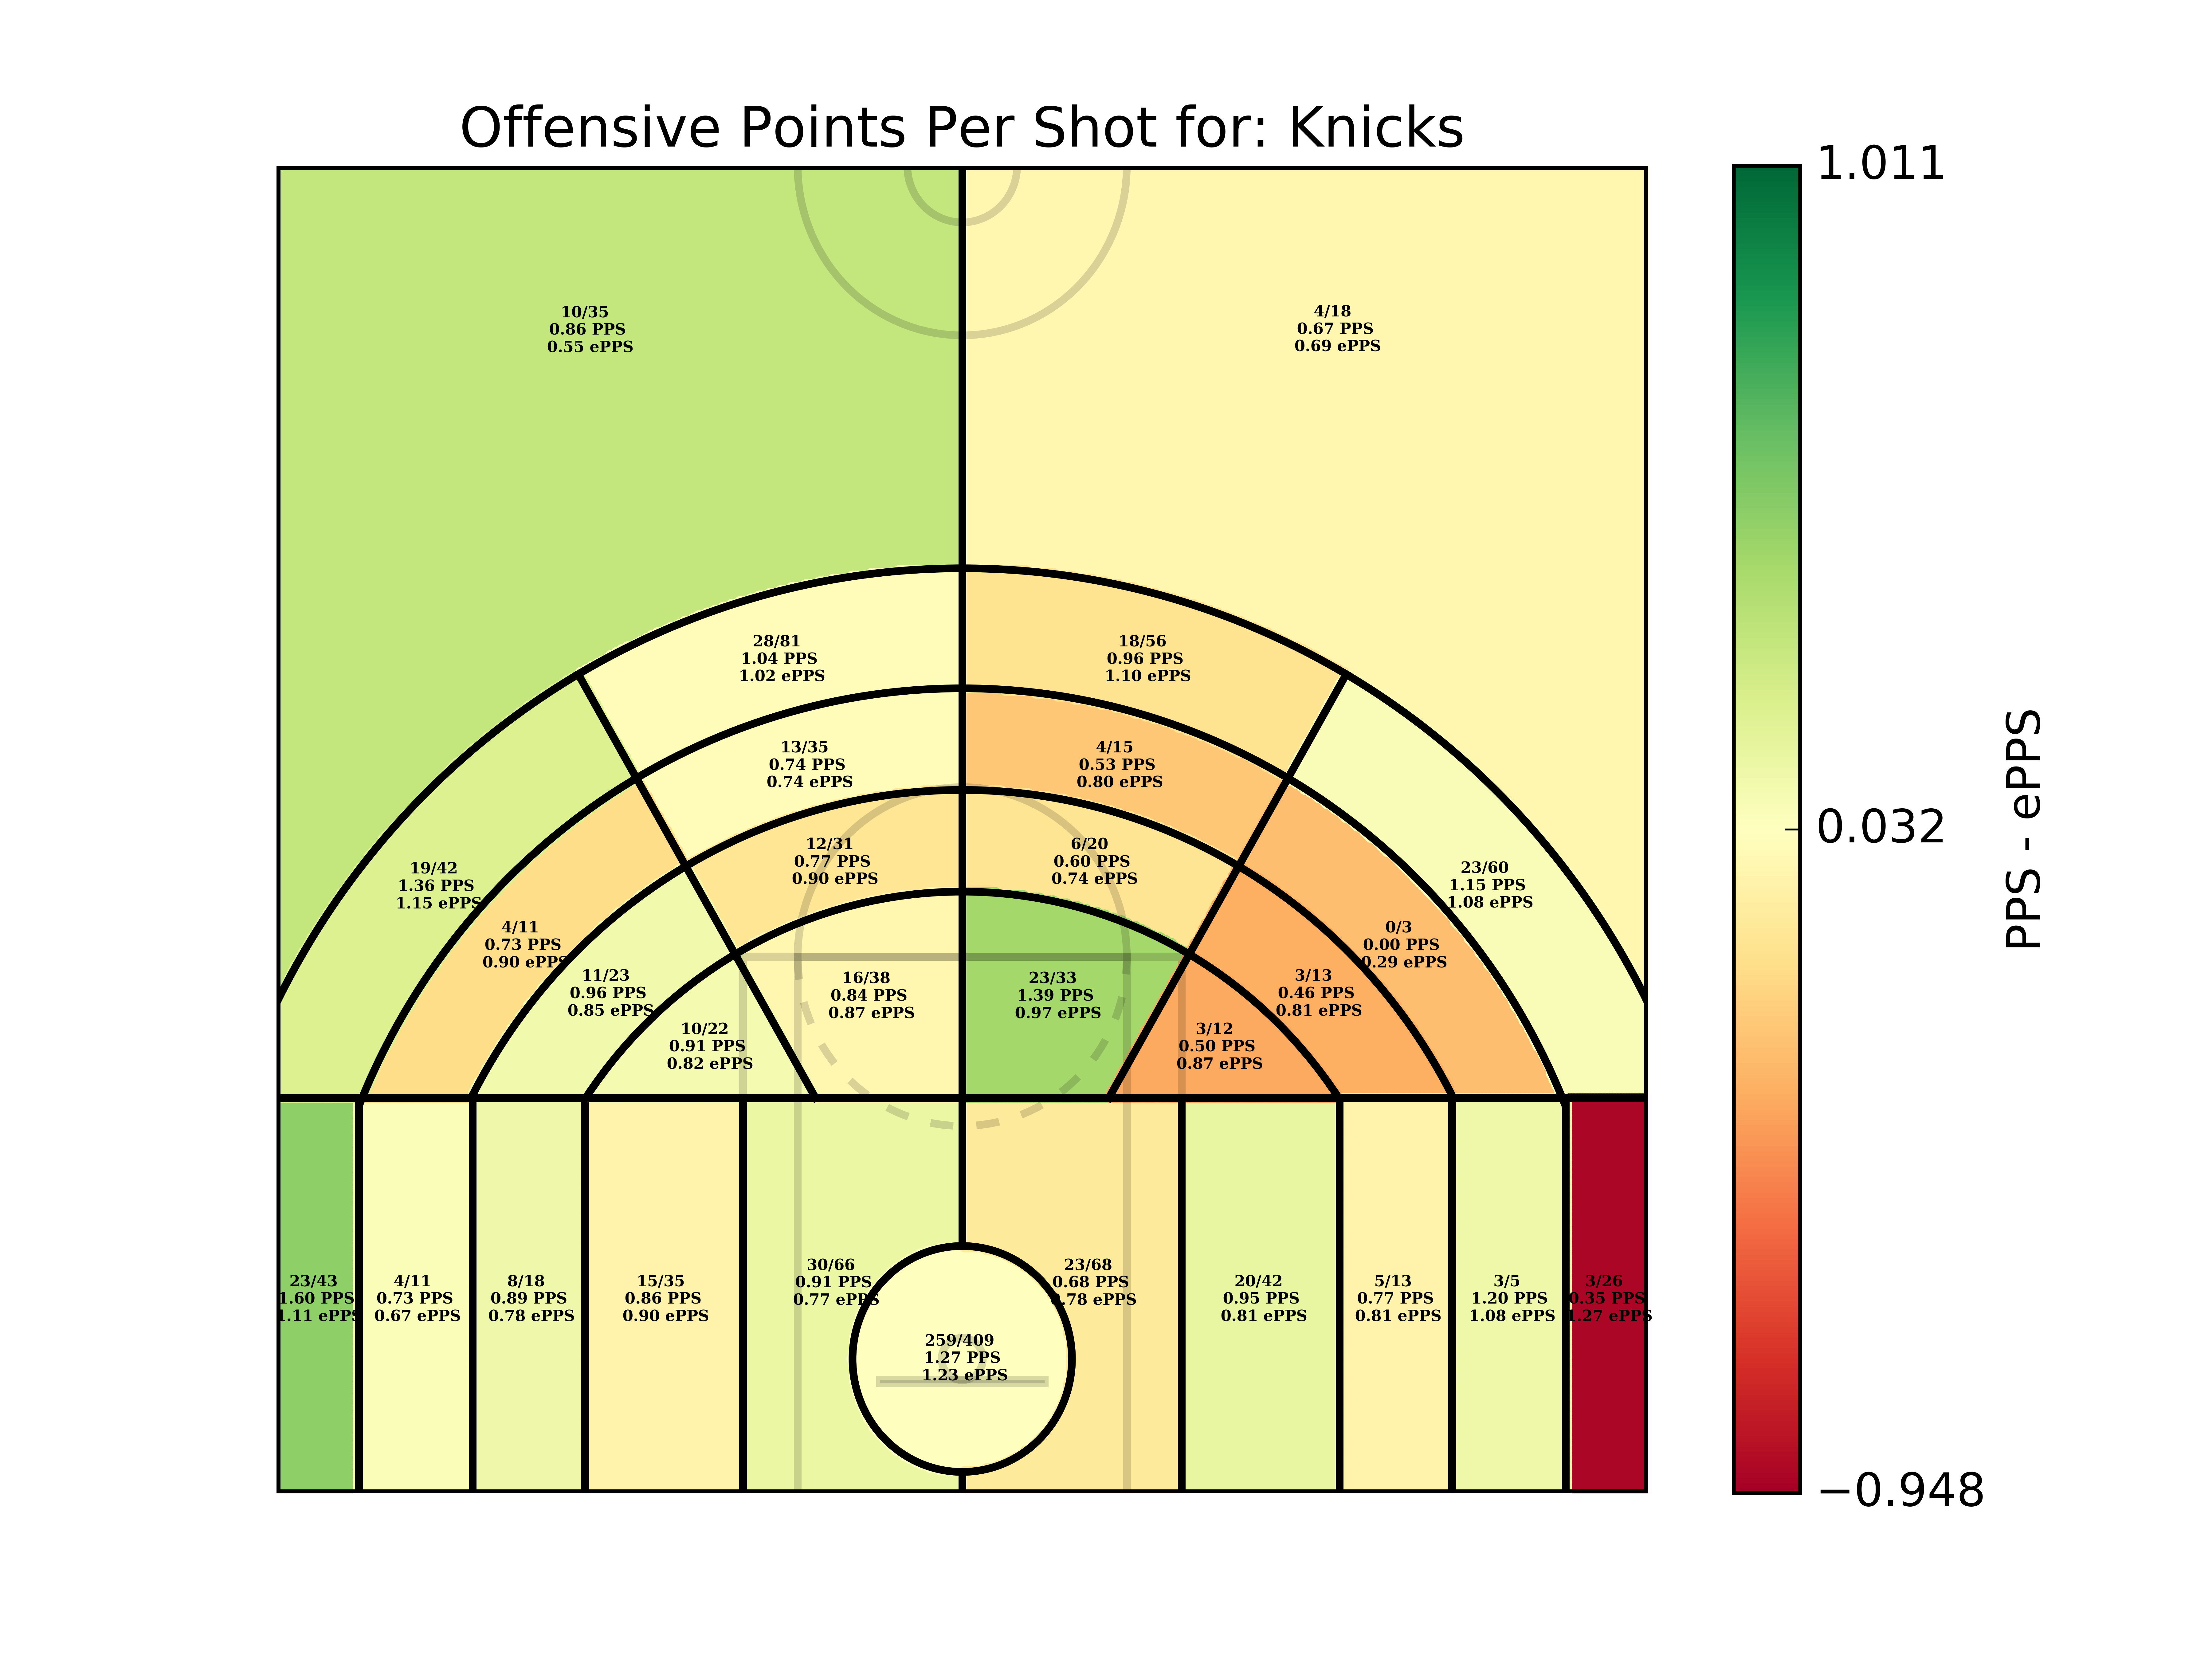 Offensive Points Per Shot for: Knicks
1.011
0.032
−0.948
PPS - ePPS
10/35
0.86 PPS
0.55 ePPS
4/18
0.67 PPS
0.69 ePPS
28/81
1.04 PPS
1.02 ePPS
18/56
0.96 PPS
1.10 ePPS
13/35
0.74 PPS
0.74 ePPS
4/15
0.53 PPS
0.80 ePPS
12/31
0.77 PPS
0.90 ePPS
6/20
0.60 PPS
0.74 ePPS
19/42
1.36 PPS
1.15 ePPS
23/60
1.15 PPS
1.08 ePPS
4/11
0.73 PPS
0.90 ePPS
0/3
0.00 PPS
0.29 ePPS
11/23
0.96 PPS
0.85 ePPS
16/38
0.84 PPS
0.87 ePPS
23/33
1.39 PPS
0.97 ePPS
3/13
0.46 PPS
0.81 ePPS
10/22
0.91 PPS
0.82 ePPS
3/12
0.50 PPS
0.87 ePPS
23/43
1.60 PPS
1.11 ePPS
4/11
0.73 PPS
0.67 ePPS
8/18
0.89 PPS
0.78 ePPS
15/35
0.86 PPS
0.90 ePPS
30/66
0.91 PPS
0.77 ePPS
23/68
0.68 PPS
0.78 ePPS
20/42
0.95 PPS
0.81 ePPS
5/13
0.77 PPS
0.81 ePPS
3/5
1.20 PPS
1.08 ePPS
3/26
0.35 PPS
1.27 ePPS
259/409
1.27 PPS
1.23 ePPS